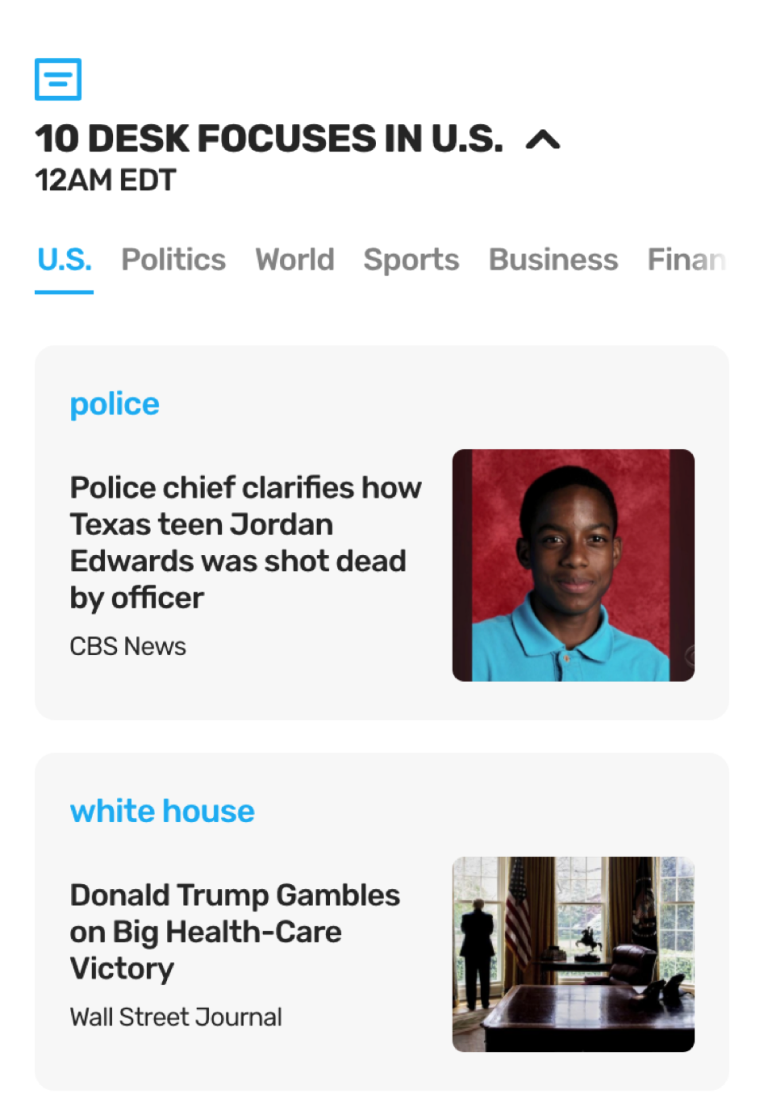 10 DESK FOCUSES IN U.S.
12AM EDT
U.S. Politics World Sports Business Finan
police
Police chief clarifies how
Texas teen Jordan
Edwards was shot dead
by officer
CBS News
white house
Donald Trump Gambles
on Big Health-Care
Victory
Wall Street Journal